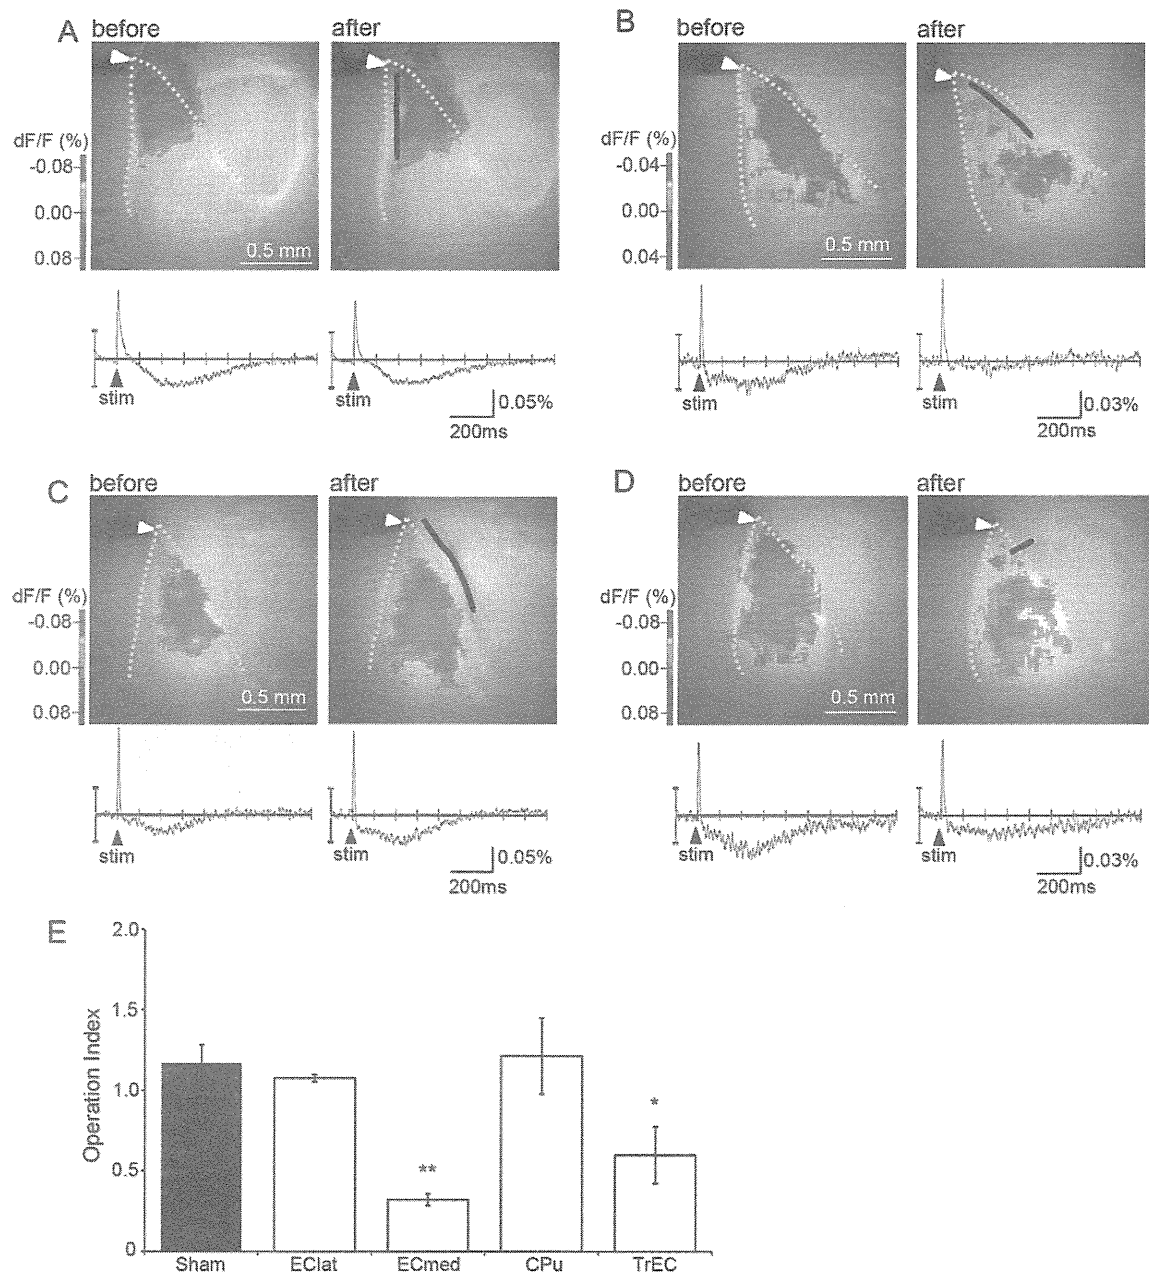 A
before
after
dF/F (%)
-0.08
0.00
0.08
0.5 mm
stim
stim
0.05%
200ms
B
before
after
-0.04
0.00
0.04
0.5 mm
stim
stim
0.03%
200ms
C
before
after
dF/F (%)
-0.08
0.00
0.08
0.5 mm
stim
stim
0.05%
200ms
D
before
after
dF/F (%)
-0.08
0.00
0.08
0.5 mm
stim
stim
0.03%
200ms
E
Operation Index
2.0
1.5
1.0
0.5
0
**
*
Sham
EClat
ECmed
CPu
TrEC